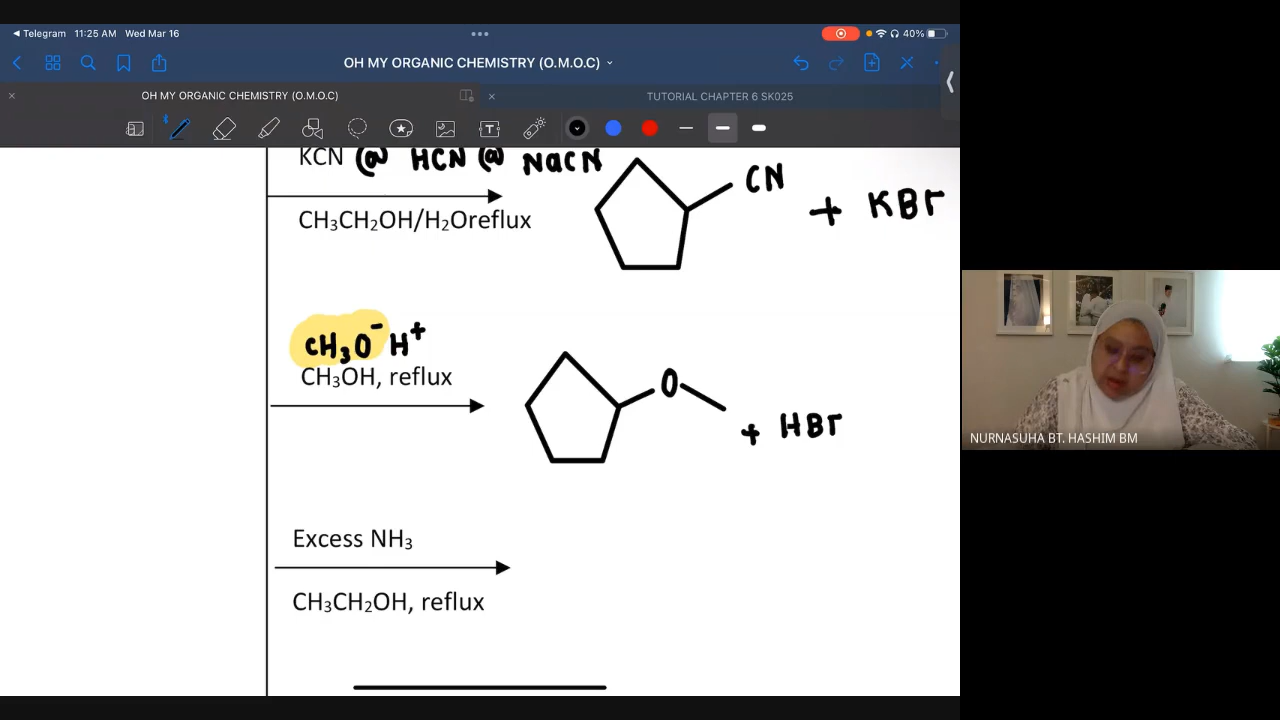 Telegram 11:25 AM Wed Mar 16
40%
OH MY ORGANIC CHEMISTRY (O.M.O.C)
OH MY ORGANIC CHEMISTRY (O.M.O.C)
TUTORIAL CHAPTER 6 SK025
KCN @ HCN @ NaCN
CN
+ KBr
CH₃CH₂OH/H₂Oreflux
CH₃O⁻H⁺
CH₃OH, reflux
O
+ HBr
NURNASUHA BT. HASHIM BM
Excess NH₃
CH₃CH₂OH, reflux